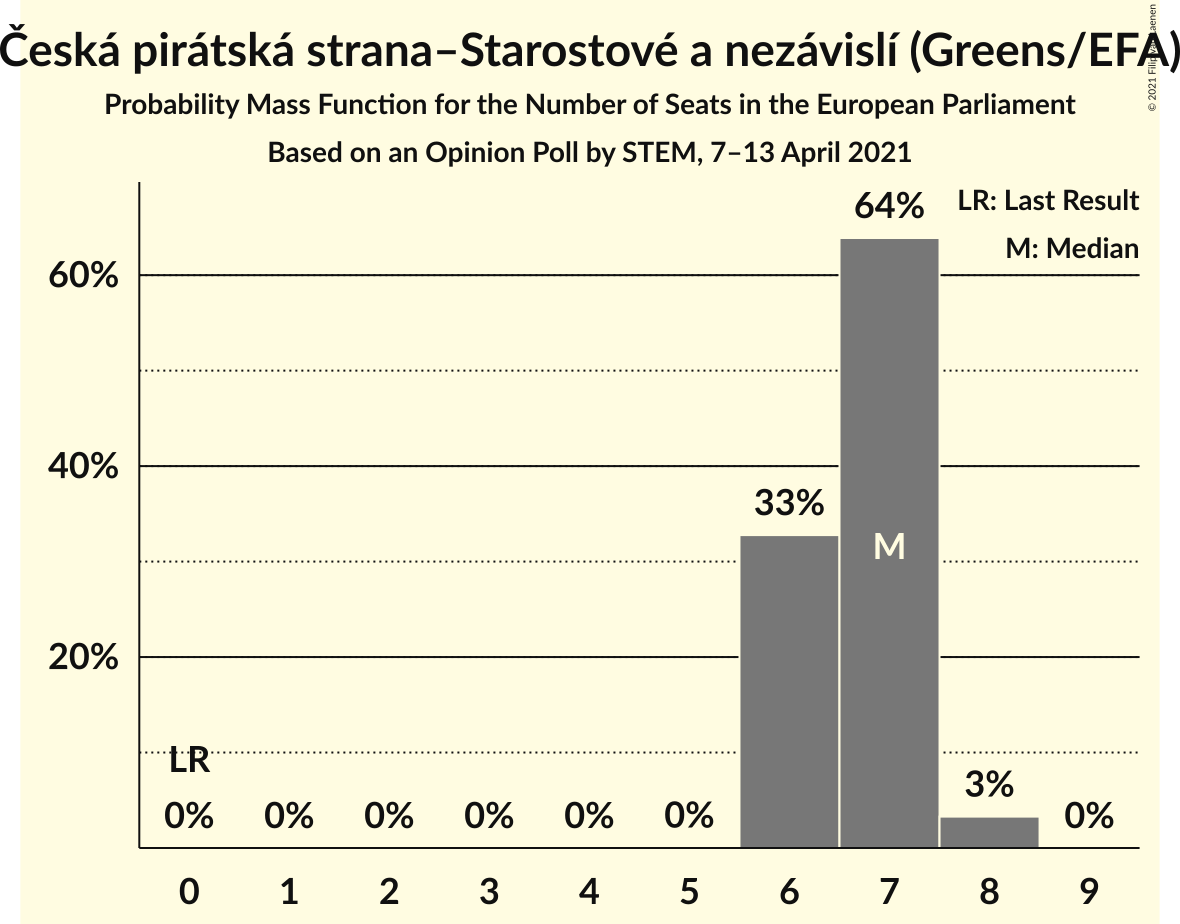 Česká pirátská strana–Starostové a nezávislí (Greens/EFA)
Probability Mass Function for the Number of Seats in the European Parliament
Based on an Opinion Poll by STEM, 7–13 April 2021
© 2021 Filip
LR: Last Result
M: Median
64%
60%
40%
33%
M
20%
LR
3%
0% 0% 0% 0% 0% 0% 0%
0 1 2 3 4 5 6 7 8 9